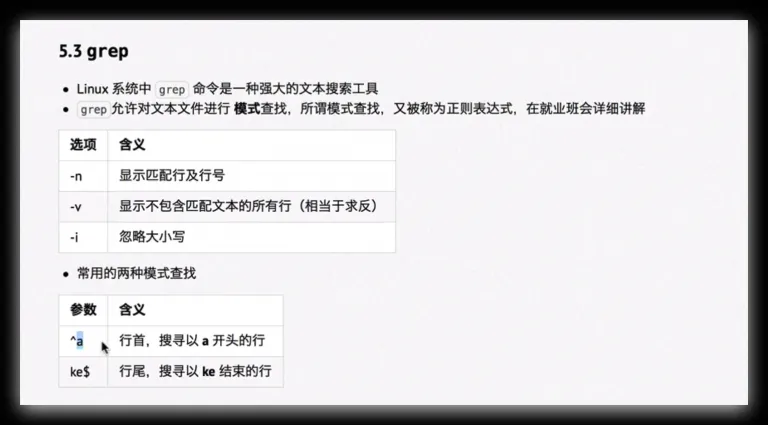 5.3 grep
Linux 系统中 grep 命令是一种强大的文本搜索工具
grep 允许对文本文件进行 模式查找，所谓模式查找，又被称为正则表达式，在就业班会详细讲解
选项 含义
-n 显示匹配行及行号
-v 显示不包含匹配文本的所有行（相当于求反）
-i 忽略大小写
常用的两种模式查找
参数 含义
^a 行首，搜寻以 a 开头的行
ke$ 行尾，搜寻以 ke 结束的行